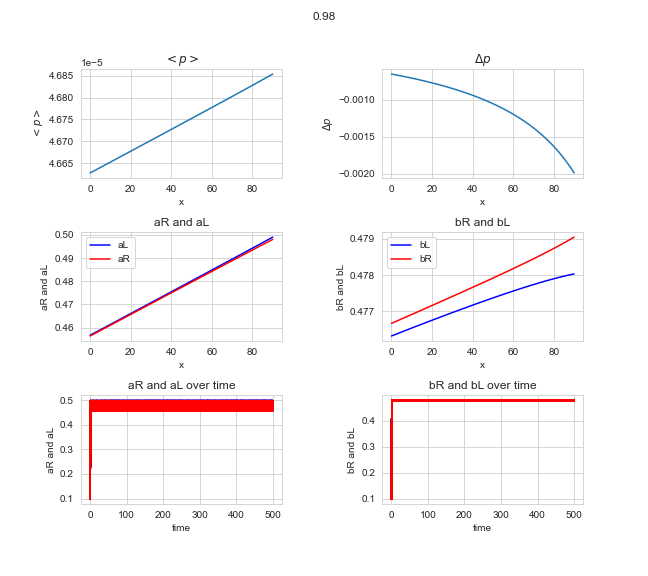 0.98
<p>
1e−5
4.685
4.680
4.675
4.670
4.665
<p>
0 20 40 60 80
x
Δp
−0.0010
−0.0015
−0.0020
Δp
0 20 40 60 80
x
aR and aL
0.50
0.49
0.48
0.47
0.46
aR and aL
aL
aR
0 20 40 60 80
x
bR and bL
0.479
0.478
0.477
bR and bL
bL
bR
0 20 40 60 80
x
aR and aL over time
0.5
0.4
0.3
0.2
0.1
aR and aL
0 100 200 300 400 500
time
bR and bL over time
0.4
0.3
0.2
0.1
bR and bL
0 100 200 300 400 500
time